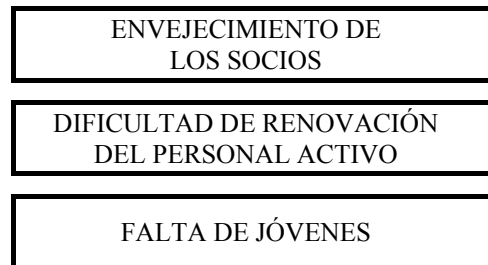 ENVEJECIMIENTO DE
LOS SOCIOS
DIFICULTAD DE RENOVACIÓN
DEL PERSONAL ACTIVO
FALTA DE JÓVENES